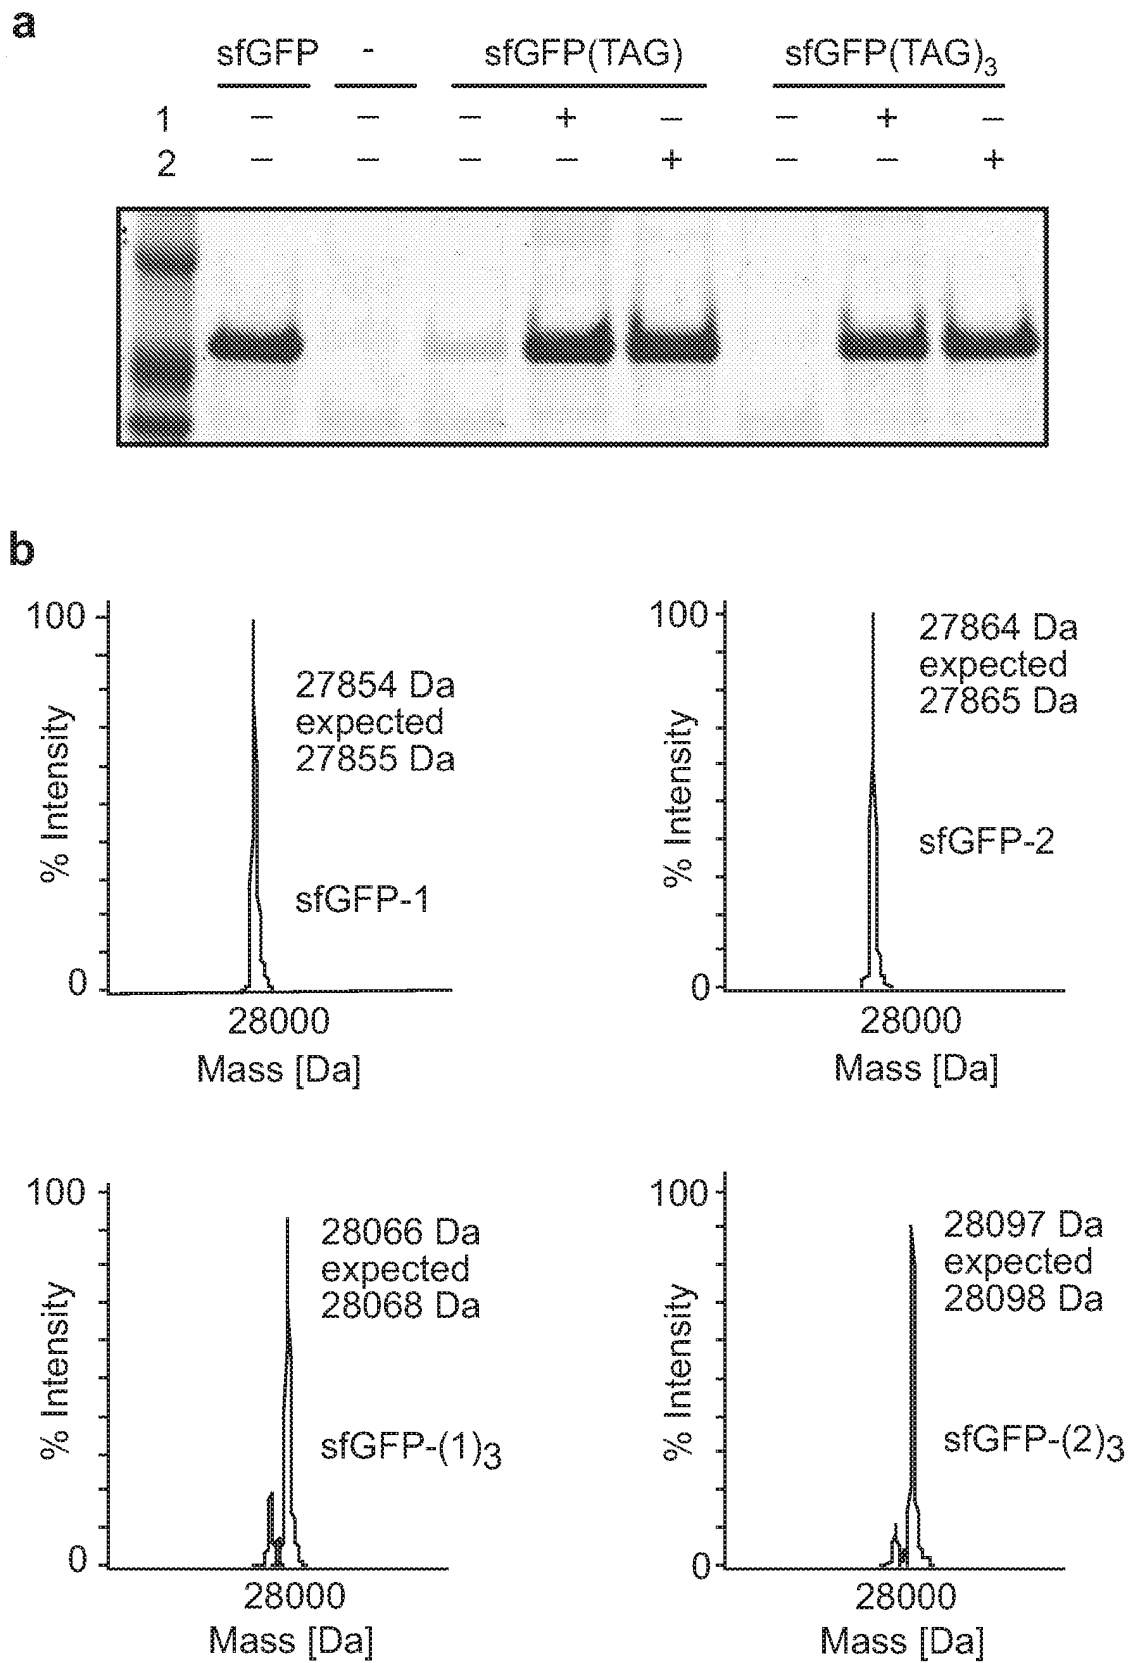 a
sfGFP - sfGFP(TAG) sfGFP(TAG)3
1 – – – + – – + –
2 – – – – + – – +
b
100
% Intensity
0
28000
Mass [Da]
27854 Da
expected
27855 Da
sfGFP-1
100
% Intensity
0
28000
Mass [Da]
27864 Da
expected
27865 Da
sfGFP-2
100
% Intensity
0
28000
Mass [Da]
28066 Da
expected
28068 Da
sfGFP-(1)3
100
% Intensity
0
28000
Mass [Da]
28097 Da
expected
28098 Da
sfGFP-(2)3